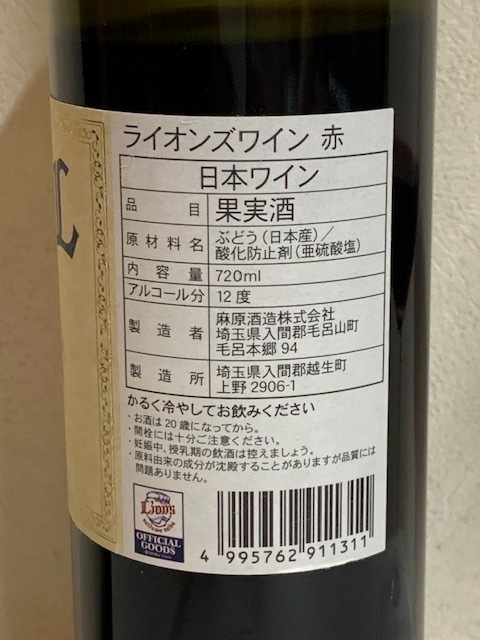 L
ライオンズワイン 赤
日本ワイン
品目 果実酒
原材料名 ぶどう(日本産)/
酸化防止剤(亜硫酸塩)
内容量 720ml
アルコール分 12度
製造者 麻原酒造株式会社
埼玉県入間郡毛呂山町
毛呂本郷 94
製造所 埼玉県入間郡越生町
上野 2906-1
かるく冷やしてお飲みください
・お酒は20歳になってから。
・開栓には十分ご注意ください。
・妊娠中、授乳期の飲酒は控えましょう。
・原料由来の成分が沈殿することがありますが品質には
問題ありません。
Lions
OFFICIAL
GOODS
4 995762 911311